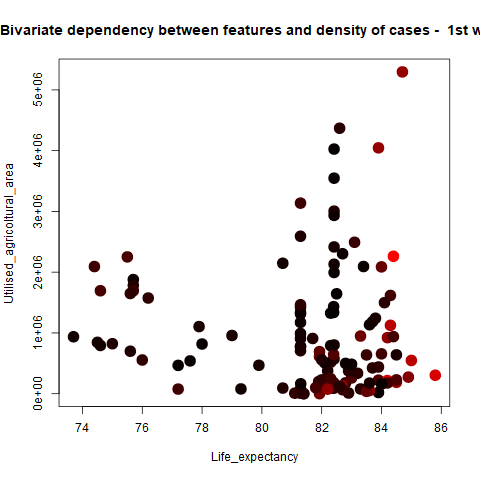 Bivariate dependency between features and density of cases -  1st w
Utilised_agricoltural_area
0e+00
1e+06
2e+06
3e+06
4e+06
5e+06
74
76
78
80
82
84
86
Life_expectancy